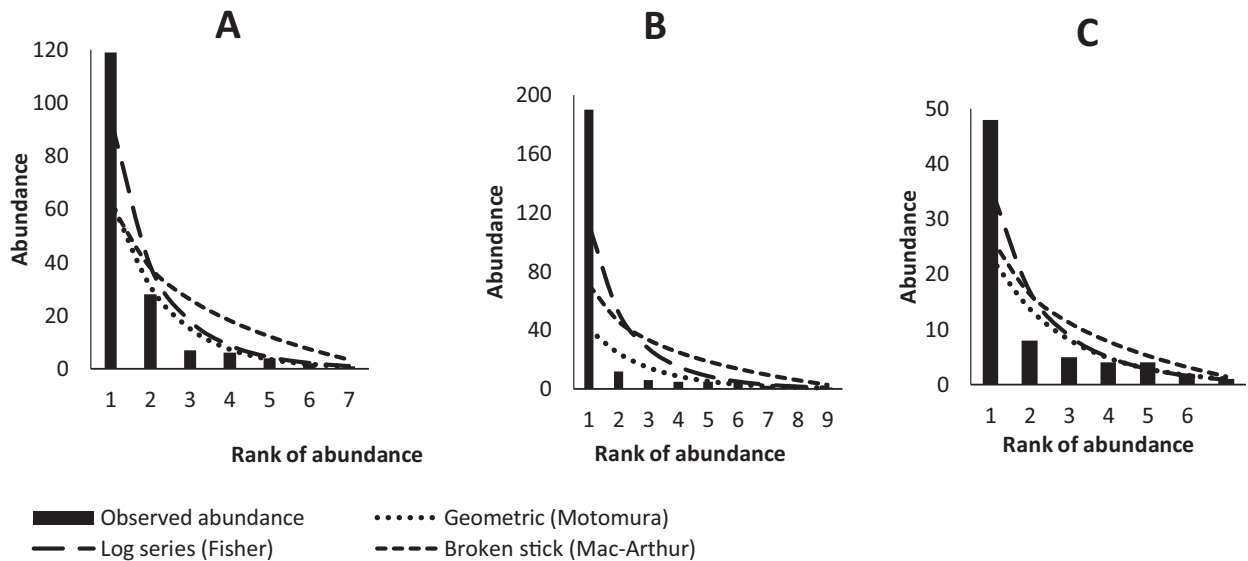 A
Abundance
120
100
80
60
40
20
0
1 2 3 4 5 6 7
Rank of abundance
B
Abundance
200
160
120
80
40
0
1 2 3 4 5 6 7 8 9
Rank of abundance
C
Abundance
50
40
30
20
10
0
1 2 3 4 5 6
Rank of abundance
Observed abundance
Geometric (Motomura)
Log series (Fisher)
Broken stick (Mac-Arthur)